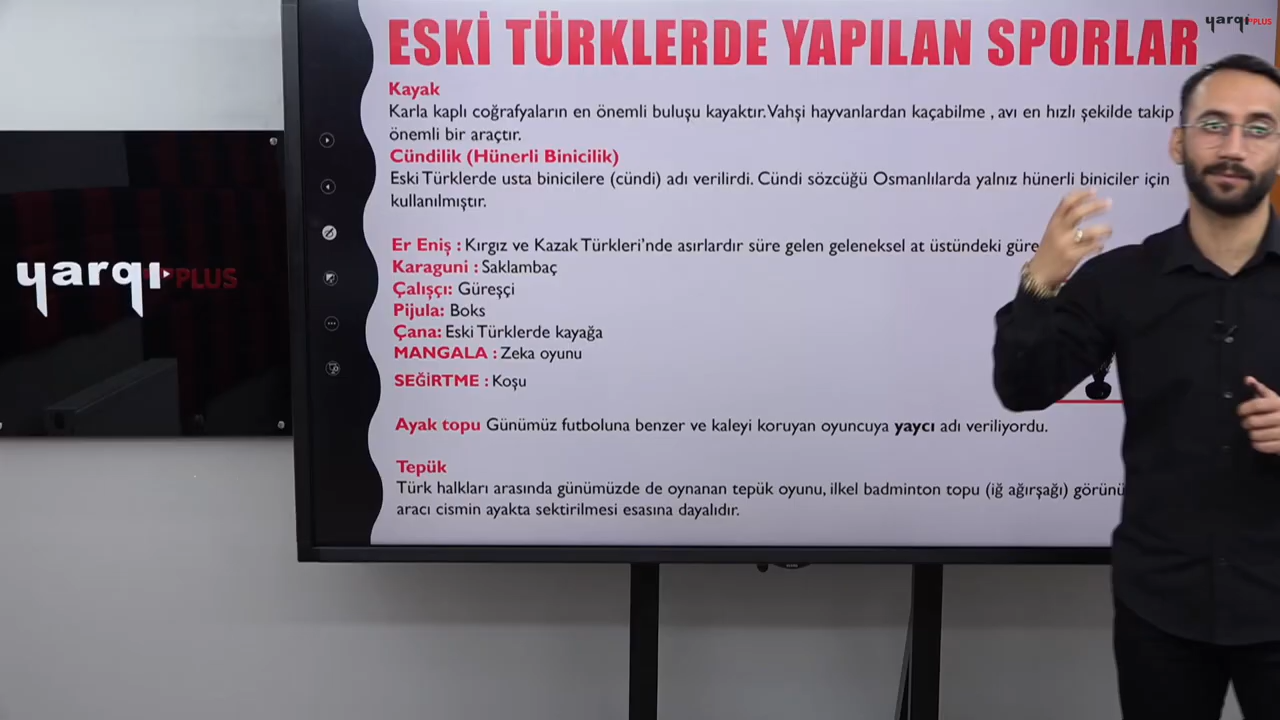 yarqı PLUS
ESKİ TÜRKLERDE YAPILAN SPORLAR
Kayak
Karla kaplı coğrafyaların en önemli buluşu kayaktır.Vahşi hayvanlardan kaçabilme , avı en hızlı şekilde takip
önemli bir araçtır.
Cündilik (Hünerli Binicilik)
Eski Türklerde usta binicilere (cündi) adı verilirdi. Cündi sözcüğü Osmanlılarda yalnız hünerli biniciler için
kullanılmıştır.
Er Eniş : Kırgız ve Kazak Türkleri’nde asırlardır süre gelen geleneksel at üstündeki güre
Karaguni : Saklambaç
Çalışçı: Güreşçi
Pijula: Boks
Çana: Eski Türklerde kayağa
MANGALA : Zeka oyunu
SEĞİRTME : Koşu
Ayak topu Günümüz futboluna benzer ve kaleyi koruyan oyuncuya yaycı adı veriliyordu.
Tepük
Türk halkları arasında günümüzde de oynanan tepük oyunu, ilkel badminton topu (iğ ağırşağı) görünü
aracı cismin ayakta sektirilmesi esasına dayalıdır.
yarqı PLUS